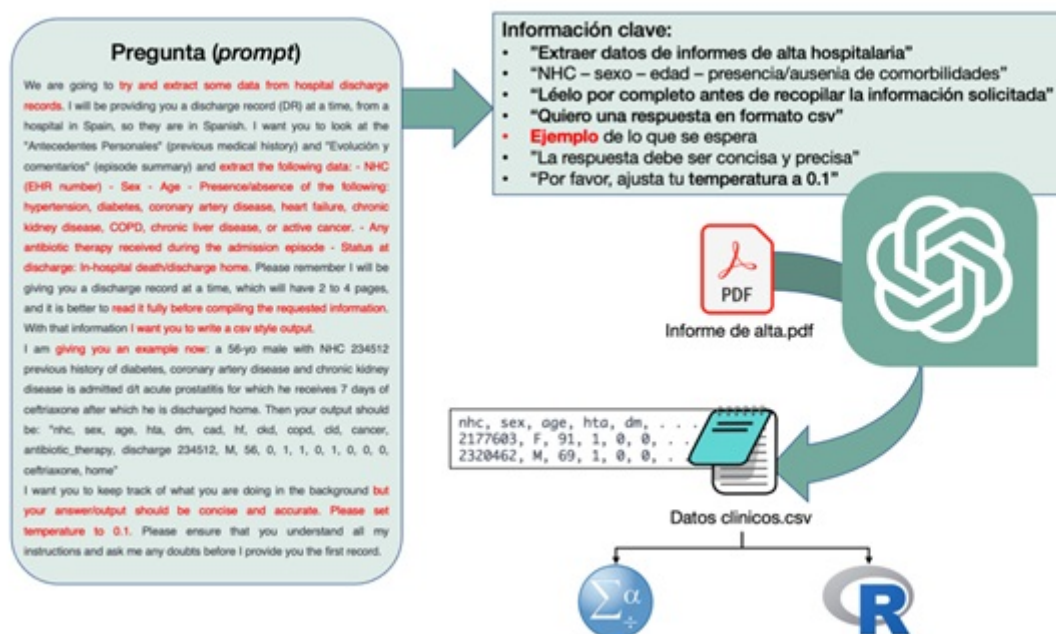 Pregunta (prompt)
We are going to try and extract some data from hospital discharge
records. I will be providing you a discharge record (DR) at a time, from a
hospital in Spain, so they are in Spanish. I want you to look at the
"Antecedentes Personales" (previous medical history) and "Evolución y
comentarios" (episode summary) and extract the following data: - NHC
(EHR number) - Sex - Age - Presence/absence of the following:
hypertension, diabetes, coronary artery disease, heart failure, chronic
kidney disease, COPD, chronic liver disease, or active cancer. - Any
antibiotic therapy received during the admission episode - Status at
discharge: In-hospital death/discharge home. Please remember I will be
giving you a discharge record at a time, which will have 2 to 4 pages,
and it is better to read it fully before compiling the requested information.
With that information I want you to write a csv style output.
I am giving you an example now: a 56-yo male with NHC 234512
previous history of diabetes, coronary artery disease and chronic kidney
disease is admitted d/t acute prostatitis for which he receives 7 days of
ceftriaxone after which he is discharged home. Then your output should
be: "nhc, sex, age, hta, dm, cad, hf, ckd, copd, cld, cancer,
antibiotic_therapy, discharge 234512, M, 56, 0, 1, 1, 0, 1, 0, 0, 0,
ceftriaxone, home"
I want you to keep track of what you are doing in the background but
your answer/output should be concise and accurate. Please set
temperature to 0.1. Please ensure that you understand all my
instructions and ask me any doubts before I provide you the first record.
Información clave:
• "Extraer datos de informes de alta hospitalaria"
• "NHC – sexo – edad – presencia/ausenia de comorbilidades"
• "Léelo por completo antes de recopilar la información solicitada"
• "Quiero una respuesta en formato csv"
• Ejemplo de lo que se espera
• "La respuesta debe ser concisa y precisa"
• "Por favor, ajusta tu temperatura a 0.1"
PDF
Informe de alta.pdf
nhc, sex, age, hta, dm, . . .
2177603, F, 91, 1, 0, 0, . .
2320462, M, 69, 1, 0, 0, . .
Datos clinicos.csv
Σ α ÷
R